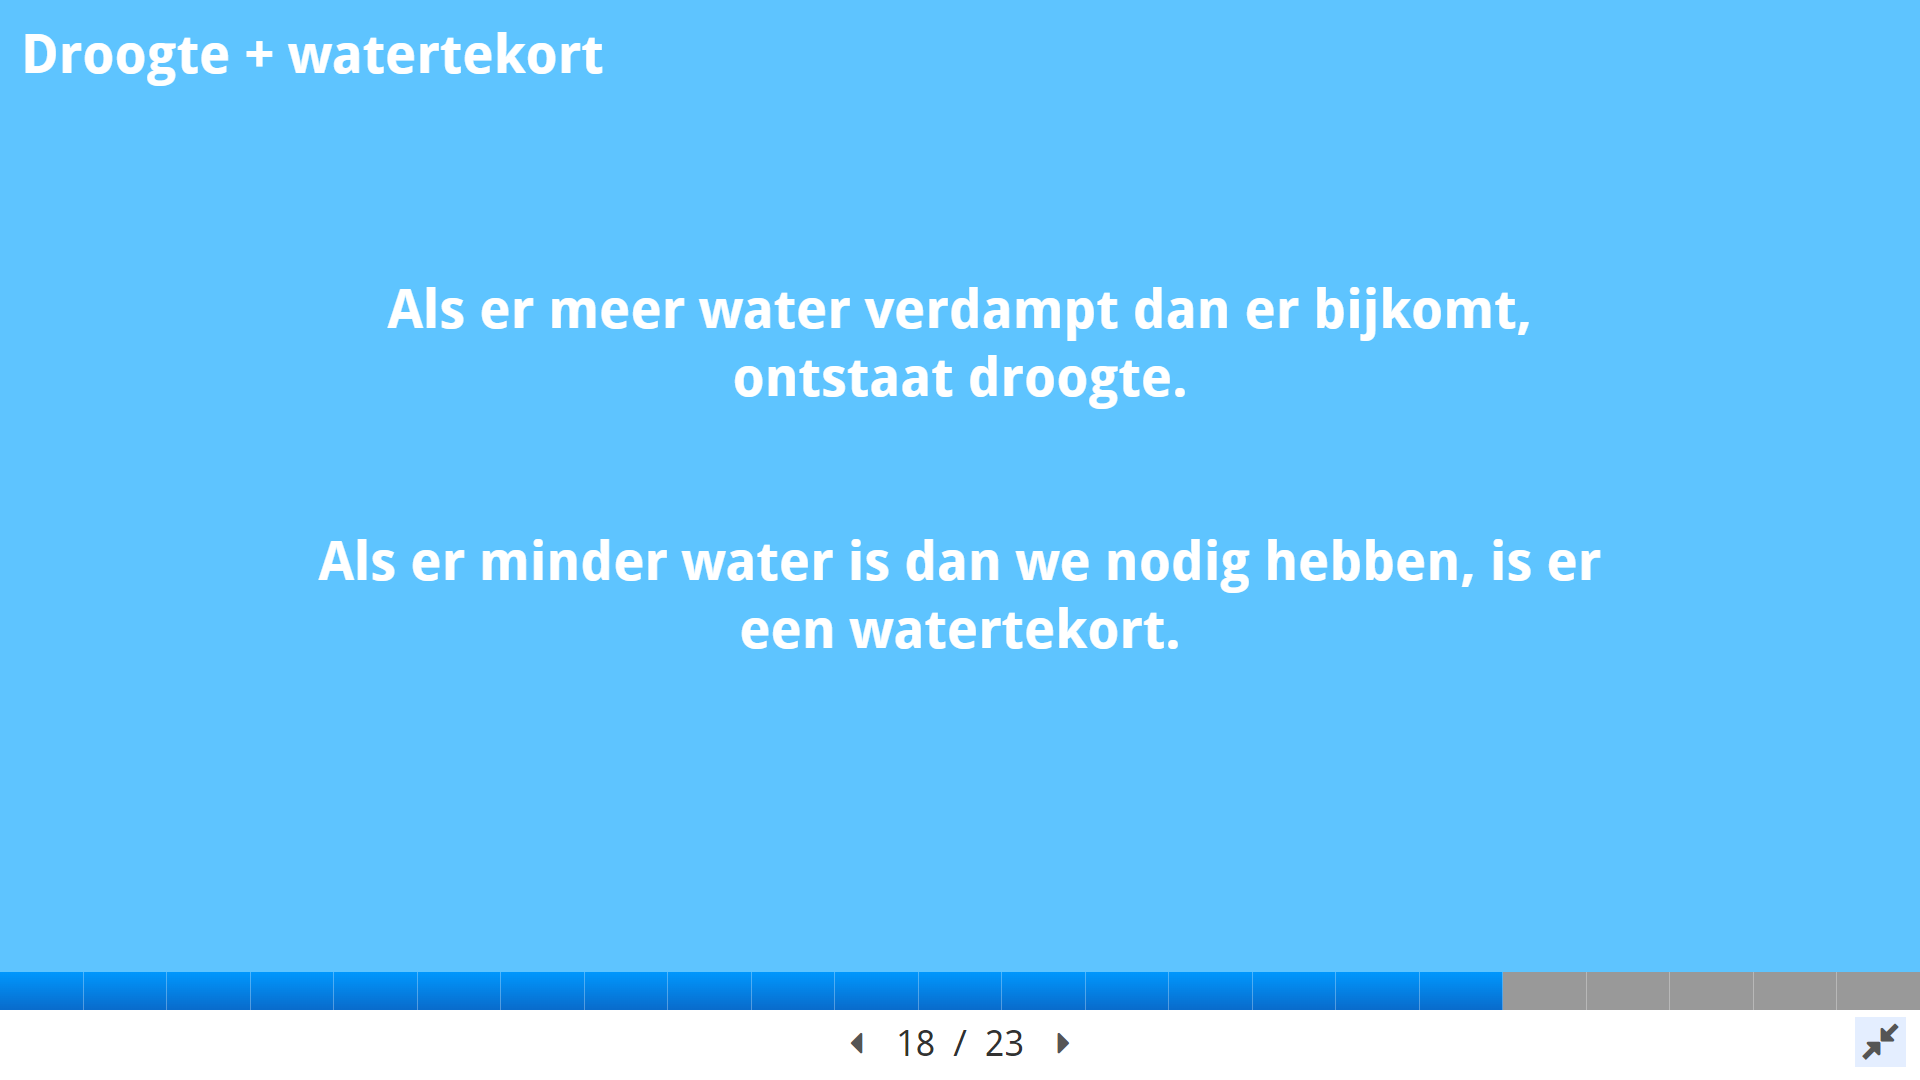 Droogte + watertekort
Als er meer water verdampt dan er bijkomt,
ontstaat droogte.
Als er minder water is dan we nodig hebben, is er
een watertekort.
18 / 23